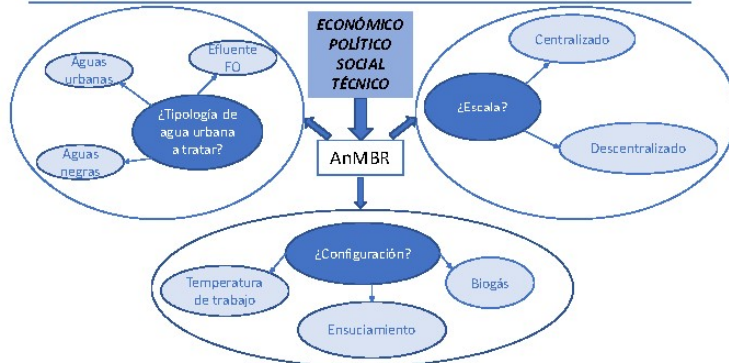 ECONÓMICO
POLÍTICO
SOCIAL
TÉCNICO
Aguas
urbanas
Efluente
FO
¿Tipología de
agua urbana
a tratar?
Aguas
negras
AnMBR
Centralizado
¿Escala?
Descentralizado
¿Configuración?
Temperatura
de trabajo
Ensuciamiento
Biogás